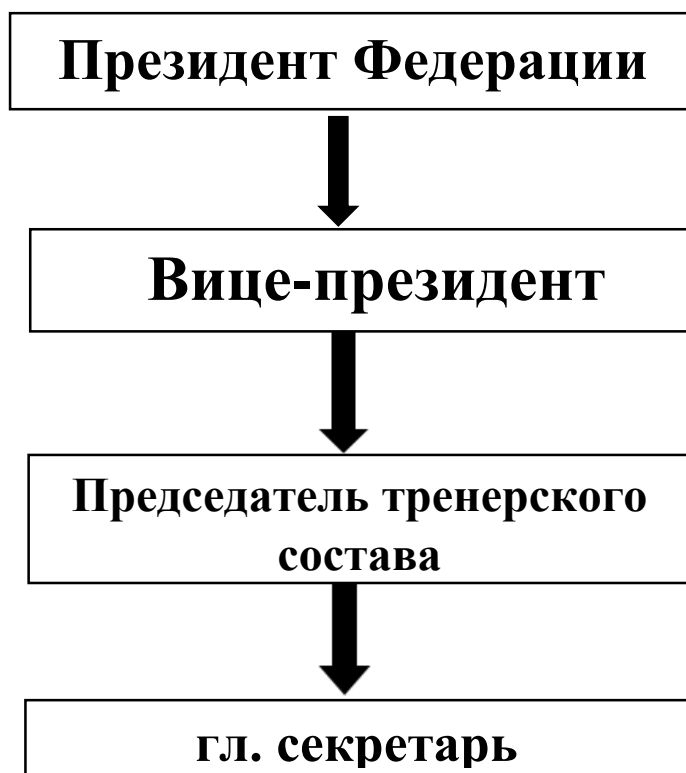 Президент Федерации
Вице-президент
Председатель тренерского
состава
гл. секретарь